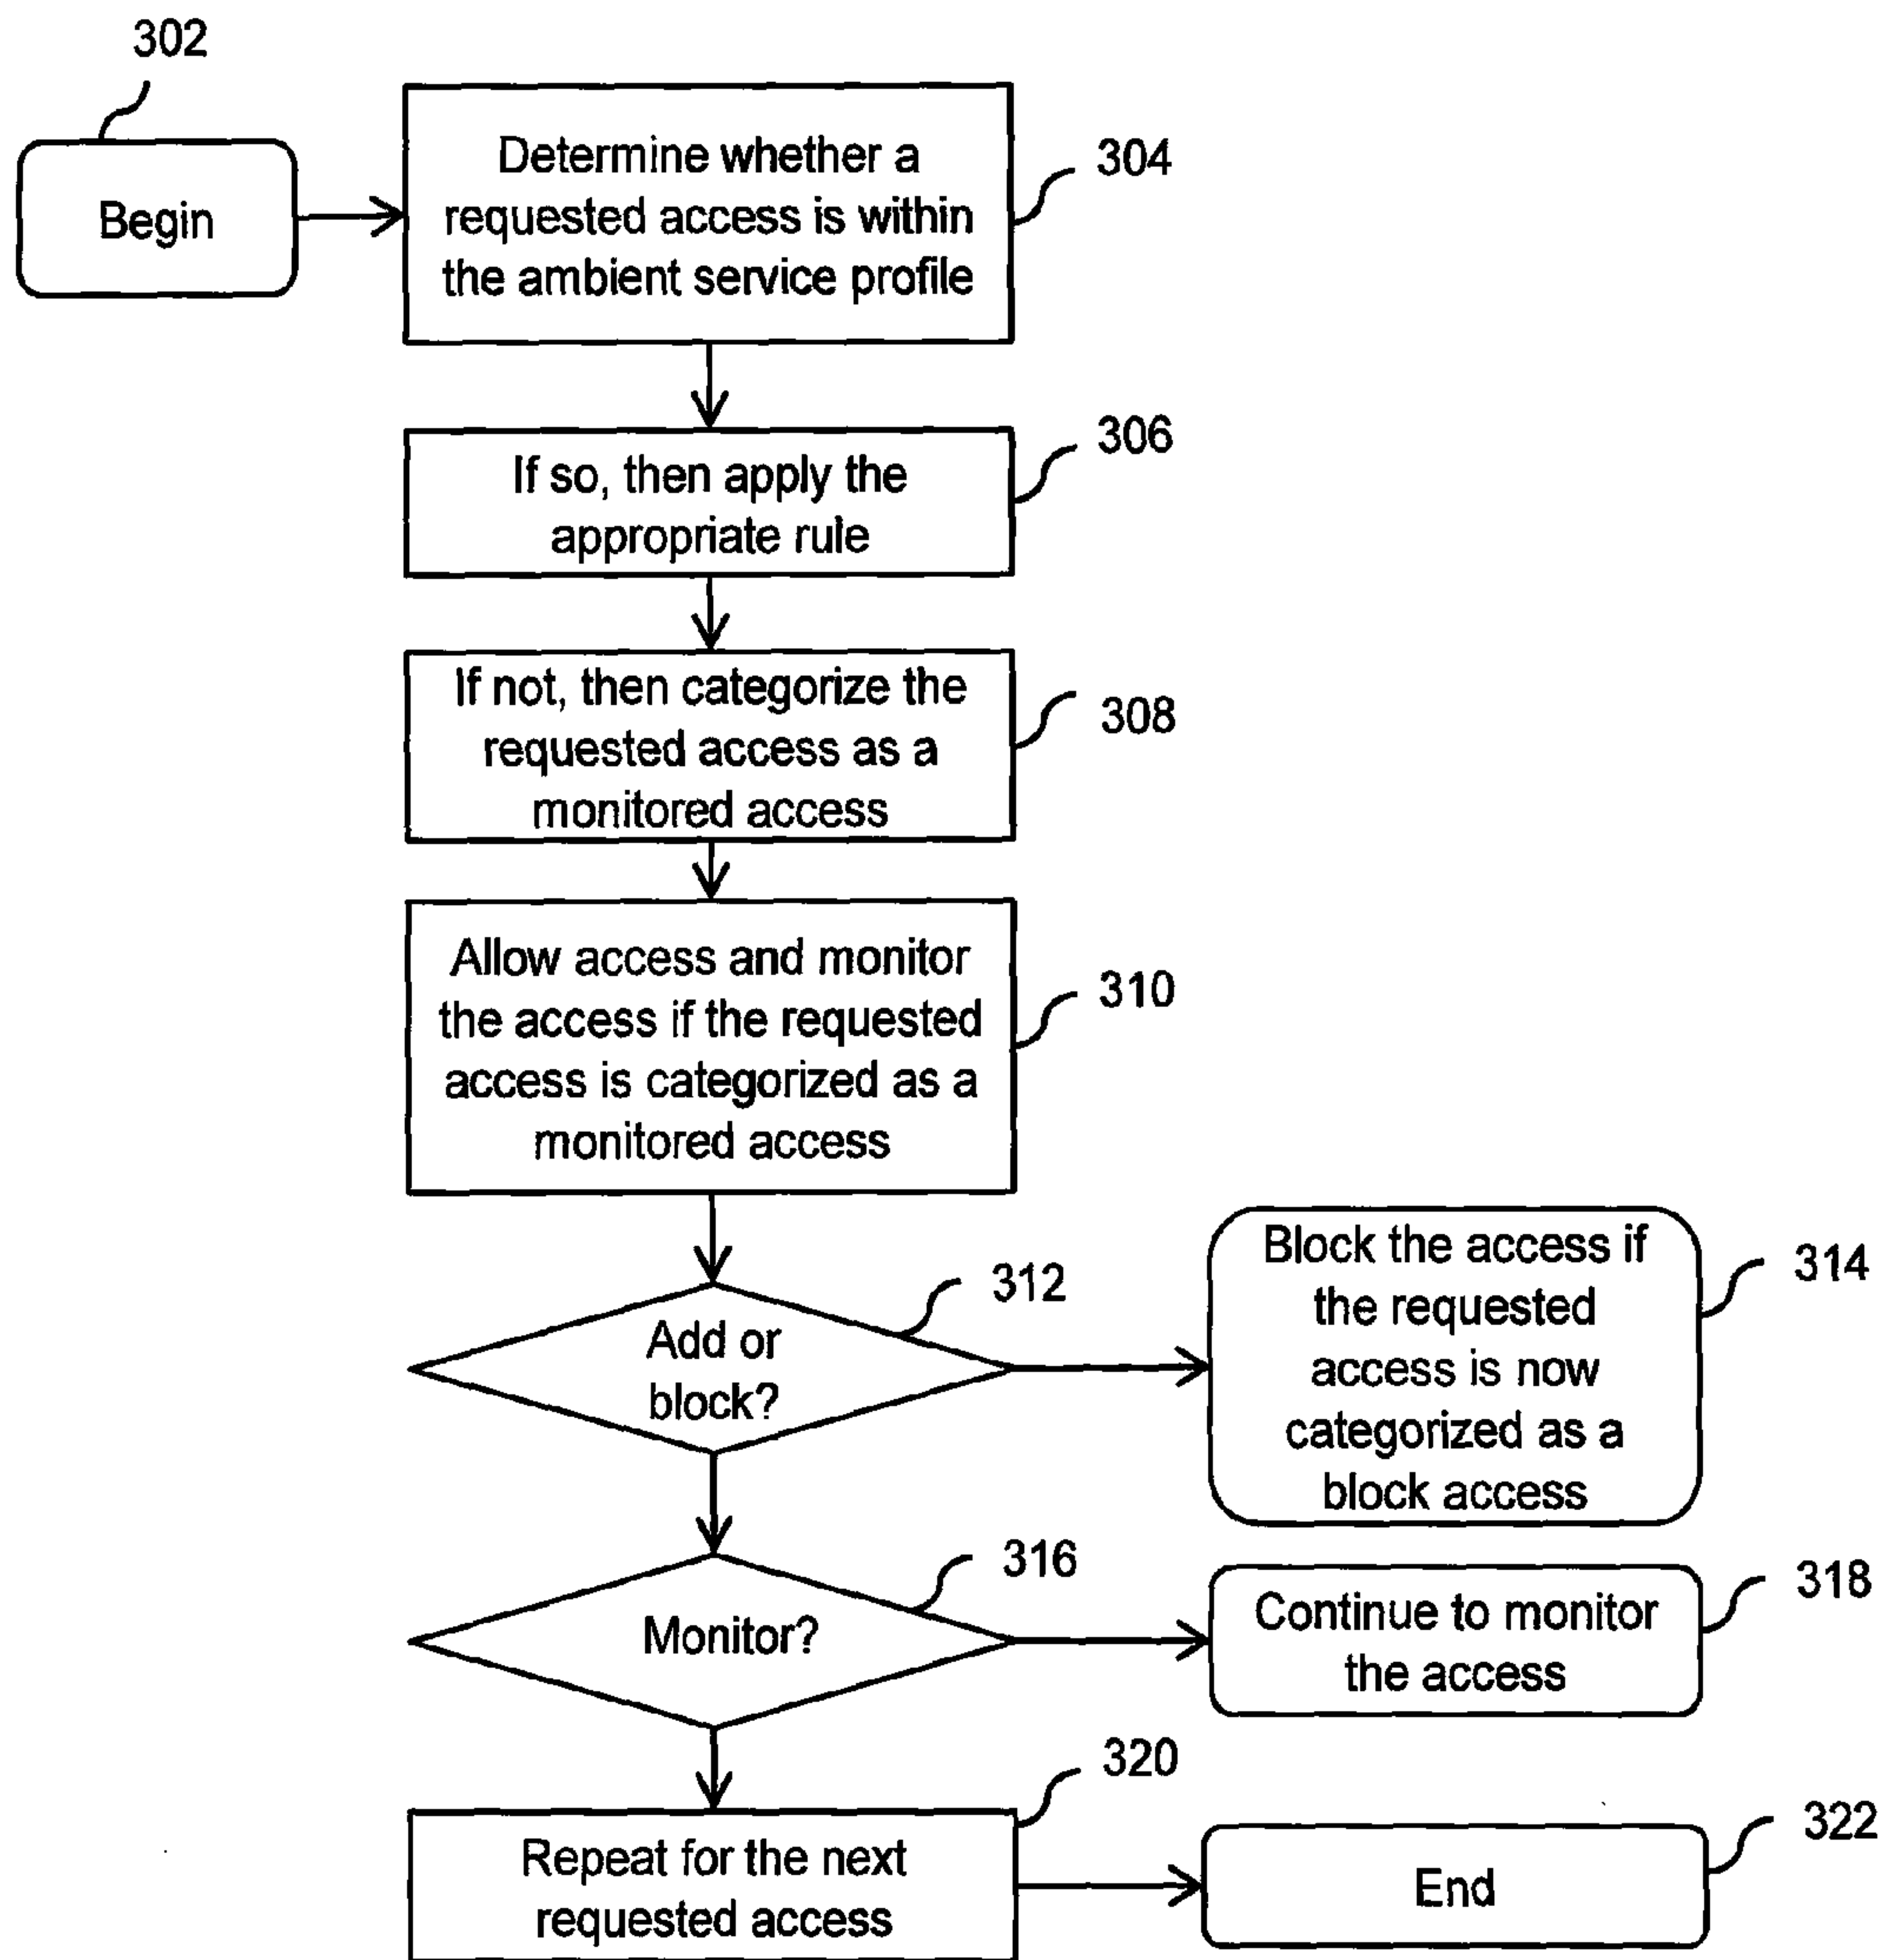 302
Begin
Determine whether a
requested access is within
the ambient service profile
304
If so, then apply the
appropriate rule
306
If not, then categorize the
requested access as a
monitored access
308
Allow access and monitor
the access if the requested
access is categorized as a
monitored access
310
Add or
block?
312
Block the access if
the requested
access is now
categorized as a
block access
314
Monitor?
316
Continue to monitor
the access
318
Repeat for the next
requested access
320
End
322